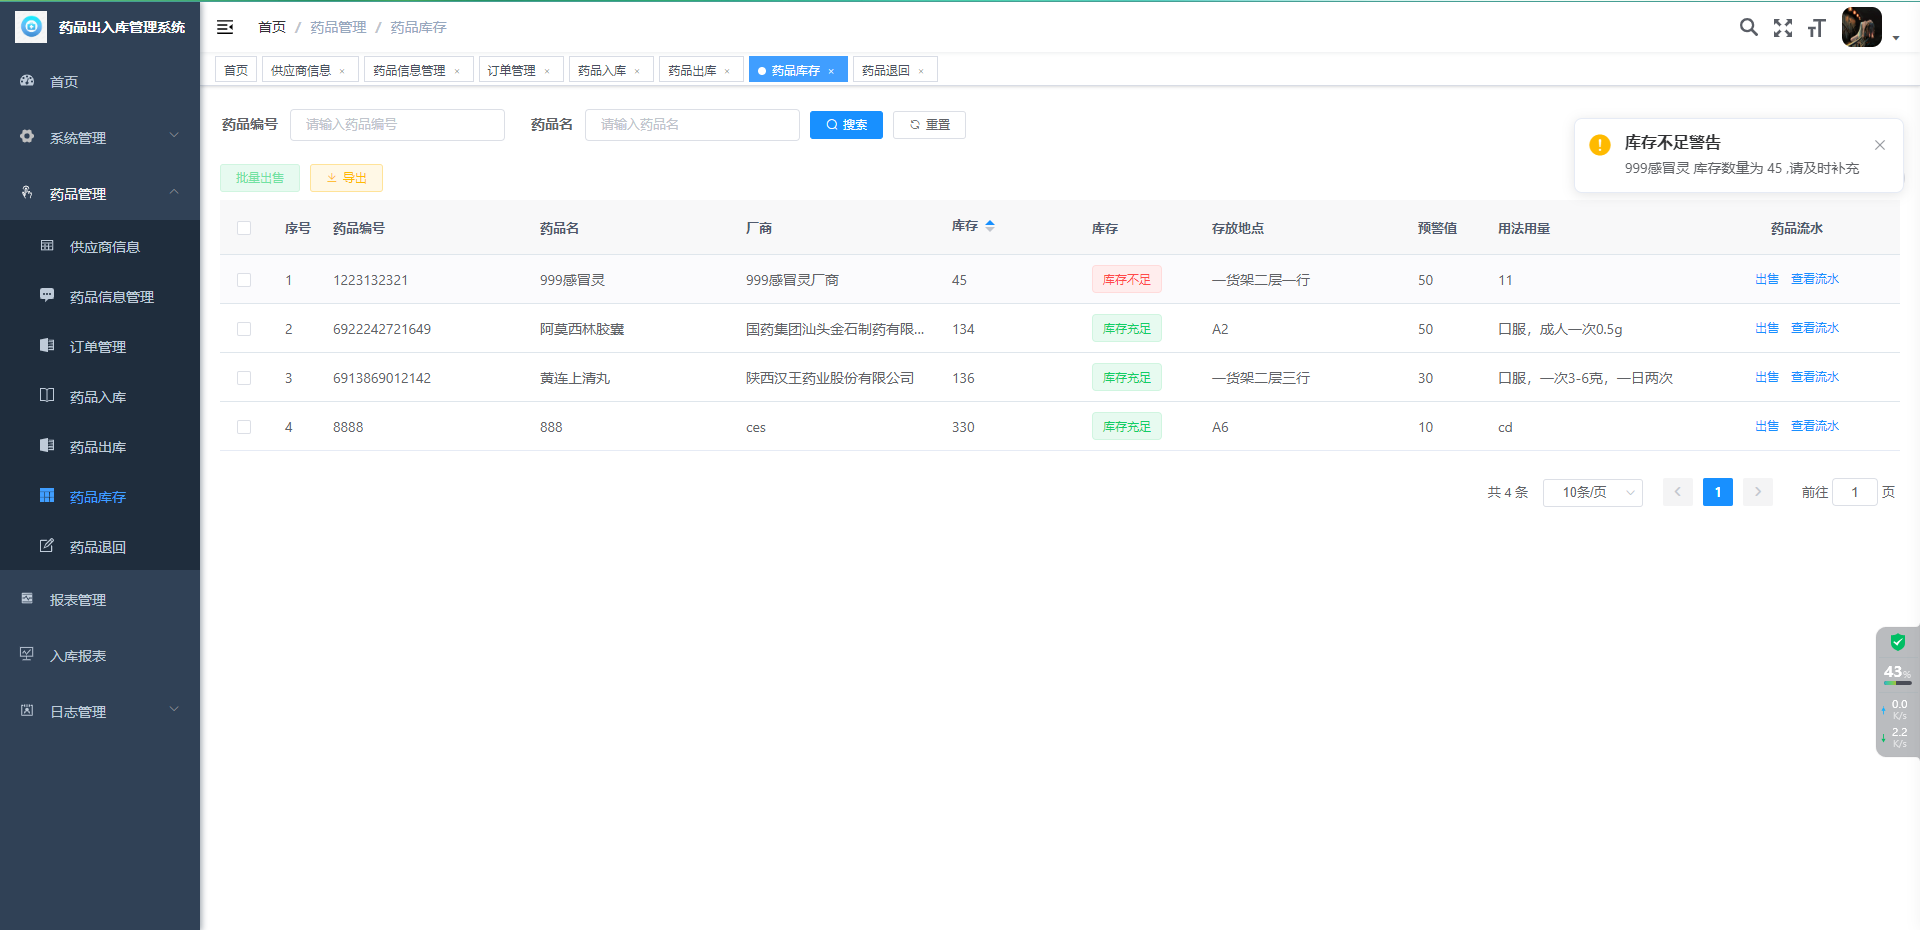 药品出入库管理系统
首页 / 药品管理 / 药品库存
首页 供应商信息 × 药品信息管理 × 订单管理 × 药品入库 × 药品出库 × 药品库存 × 药品退回 ×
首页
系统管理
药品管理
供应商信息
药品信息管理
订单管理
药品入库
药品出库
药品库存
药品退回
报表管理
入库报表
日志管理
药品编号 请输入药品编号 药品名 请输入药品名 搜索 重置
库存不足警告
999感冒灵 库存数量为 45 ,请及时补充
批量出售 导出
序号 药品编号 药品名 厂商 库存 库存 存放地点 预警值 用法用量 药品流水
1 1223132321 999感冒灵 999感冒灵厂商 45 库存不足 一货架二层一行 50 11 出售 查看流水
2 6922242721649 阿莫西林胶囊 国药集团汕头金石制药有限... 134 库存充足 A2 50 口服，成人一次0.5g 出售 查看流水
3 6913869012142 黄连上清丸 陕西汉王药业股份有限公司 136 库存充足 一货架二层三行 30 口服，一次3-6克，一日两次 出售 查看流水
4 8888 888 ces 330 库存充足 A6 10 cd 出售 查看流水
共 4 条 10条/页 1 前往 1 页
43%
0.0
K/s
2.2
K/s